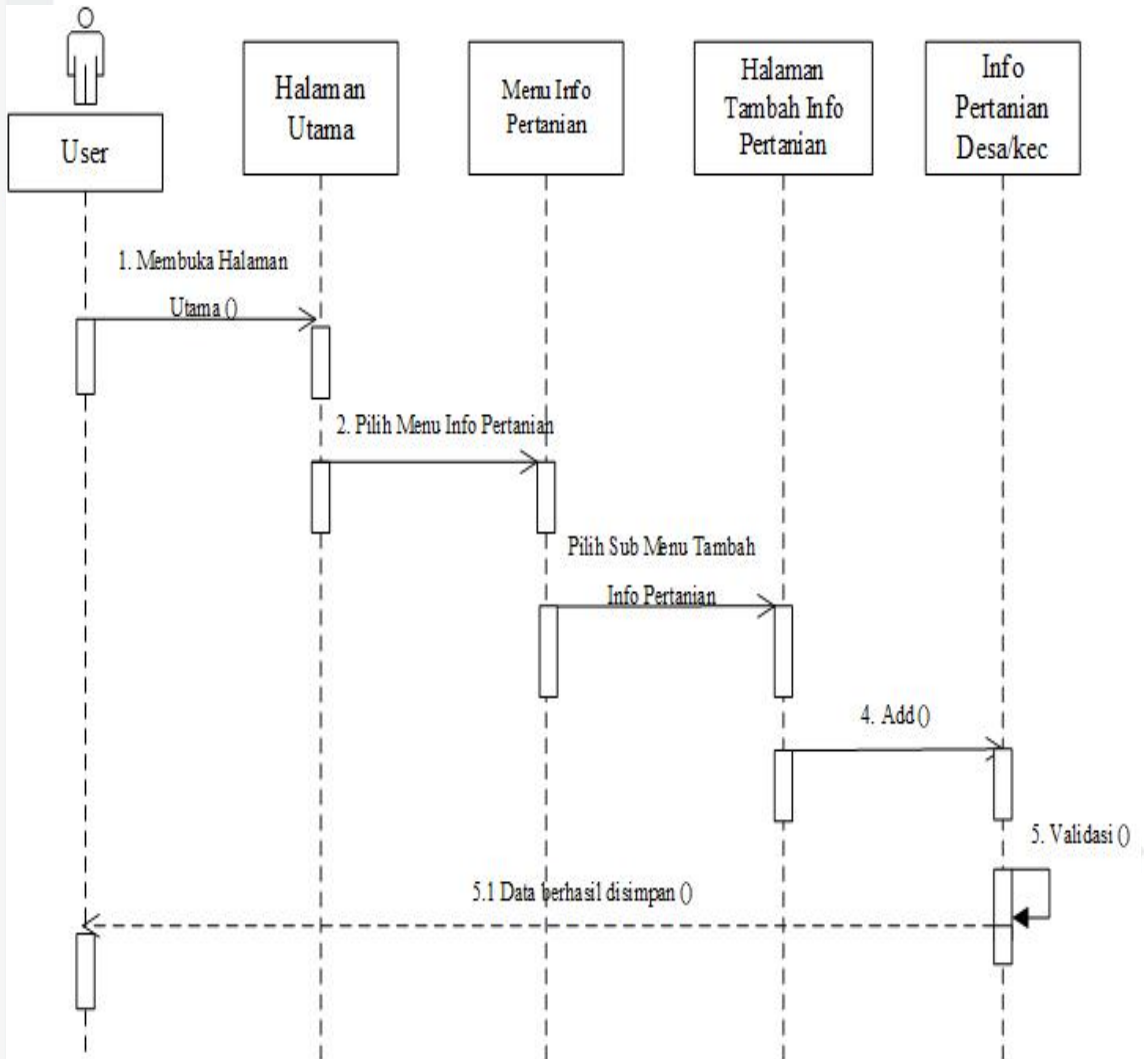 User
Halaman
Utama
Menu Info
Pertanian
Halaman
Tambah Info
Pertanian
Info
Pertanian
Desa/kec
1. Membuka Halaman
Utama ()
2. Pilih Menu Info Pertanian
Pilih Sub Menu Tambah
Info Pertanian
4. Add ()
5. Validasi ()
5.1 Data berhasil disimpan ()